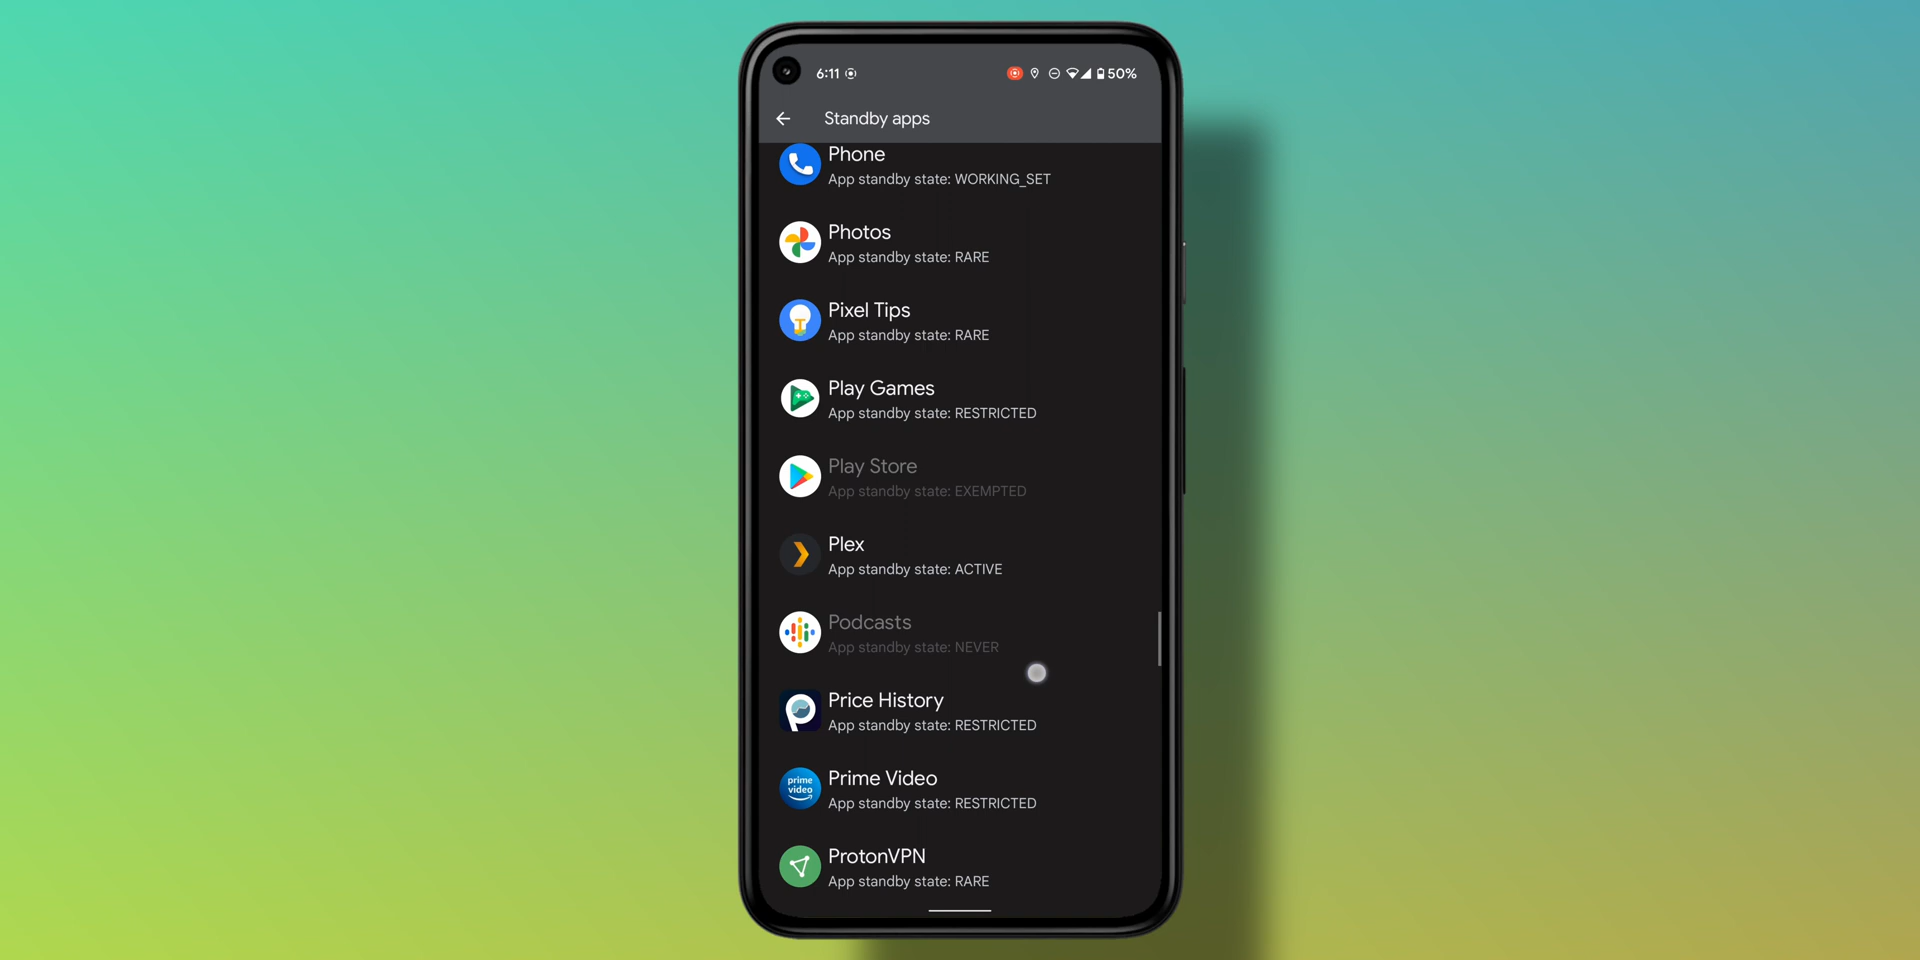 6:11
50%
Standby apps
Phone
App standby state: WORKING_SET
Photos
App standby state: RARE
Pixel Tips
App standby state: RARE
Play Games
App standby state: RESTRICTED
Play Store
App standby state: EXEMPTED
Plex
App standby state: ACTIVE
Podcasts
App standby state: NEVER
Price History
App standby state: RESTRICTED
prime video
Prime Video
App standby state: RESTRICTED
ProtonVPN
App standby state: RARE